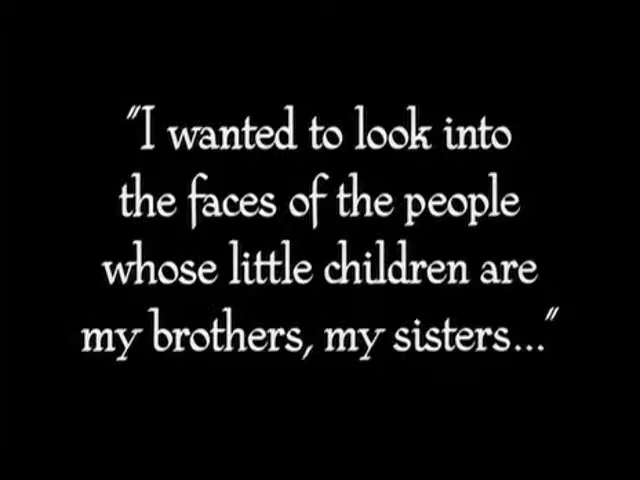 "I wanted to look into
the faces of the people
whose little children are
my brothers, my sisters..."